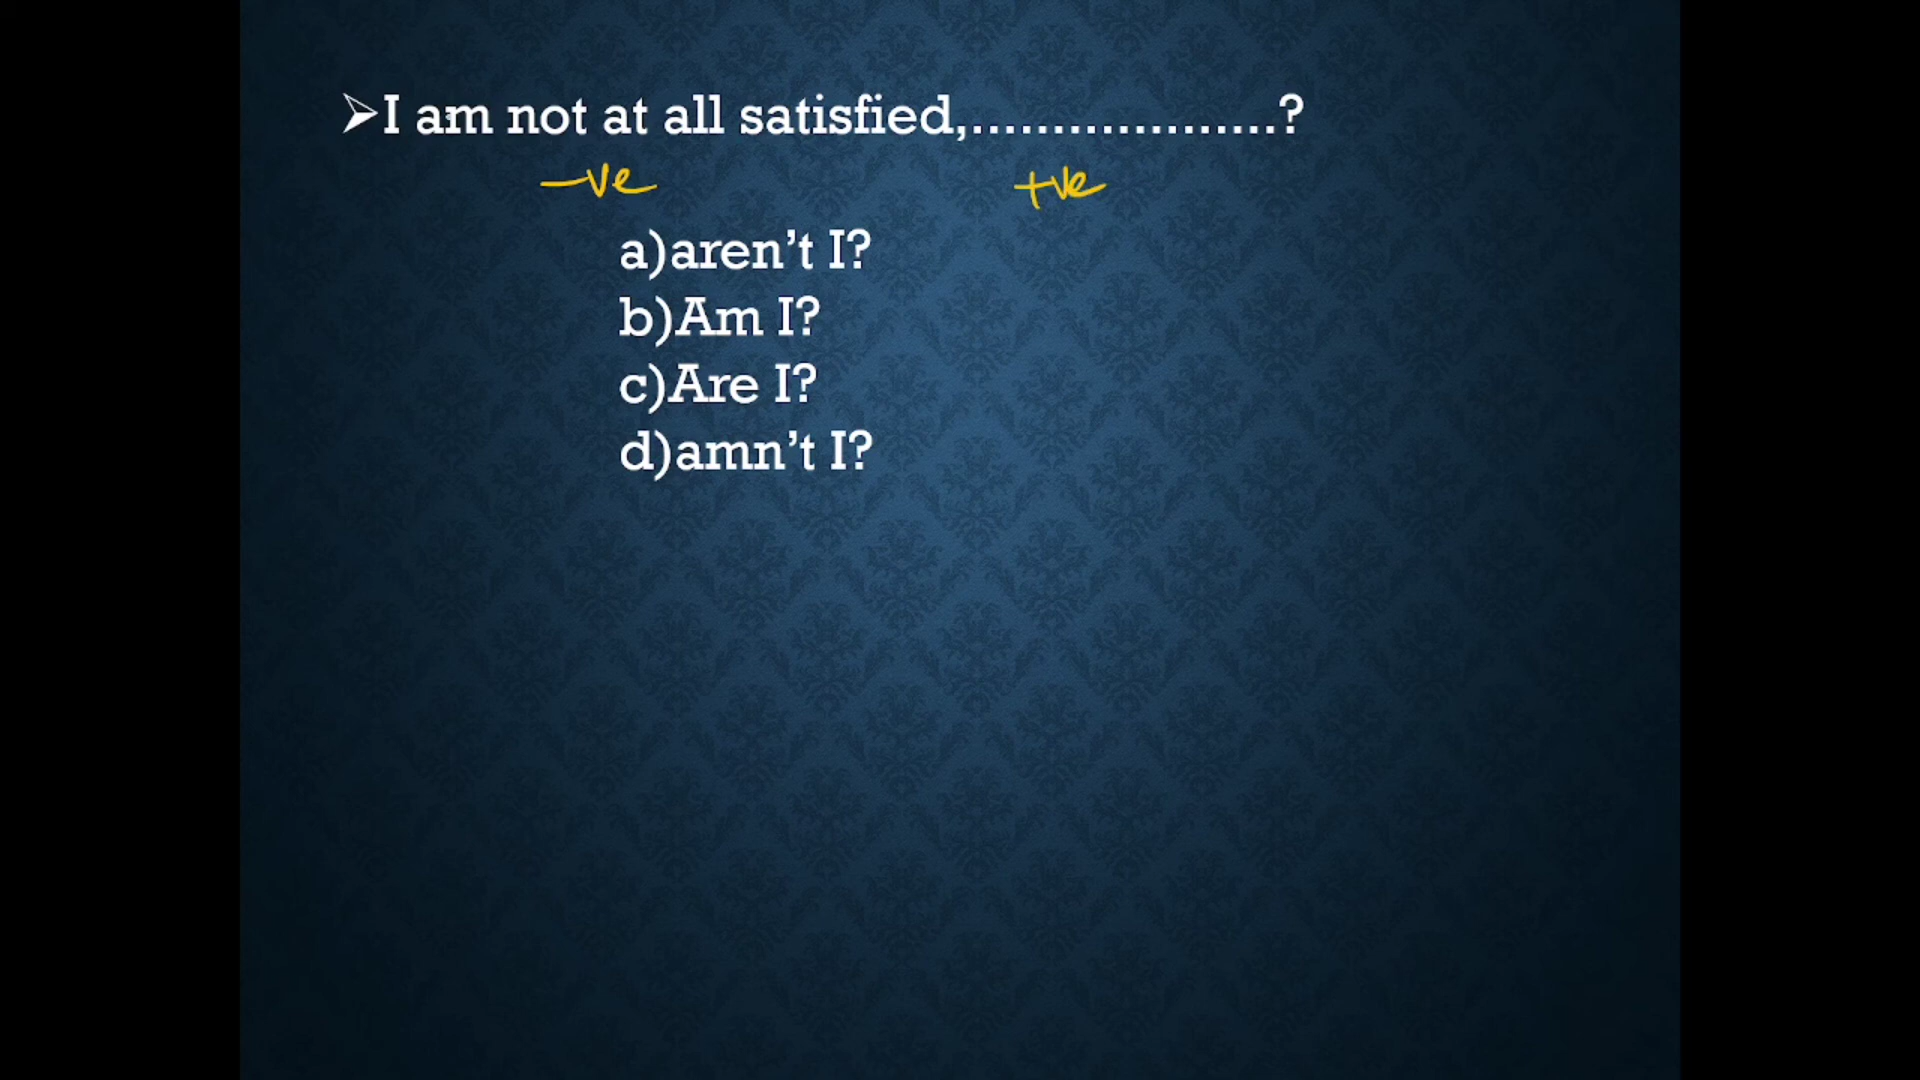 ➢I am not at all satisfied,...................?
-ve +ve
a)aren’t I?
b)Am I?
c)Are I?
d)amn’t I?